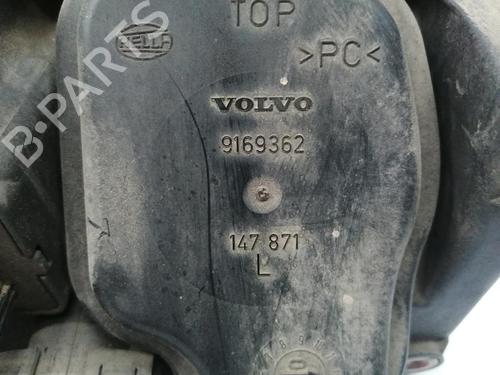 TOP
HELLA
>PC<
VOLVO
9169362
147 871
L
B-PARTS